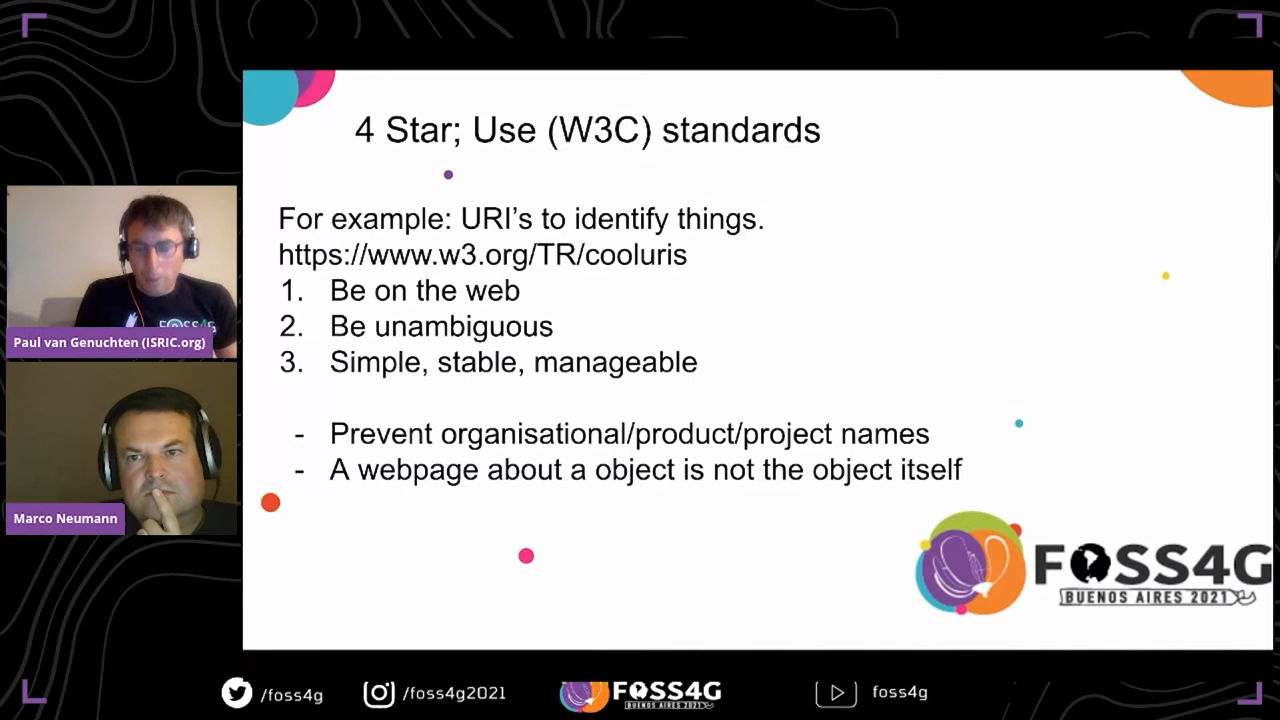 4 Star; Use (W3C) standards
For example: URI's to identify things.
https://www.w3.org/TR/cooluris
1. Be on the web
2. Be unambiguous
3. Simple, stable, manageable
- Prevent organisational/product/project names
- A webpage about a object is not the object itself
FOSS4G
Paul van Genuchten (ISRIC.org)
Marco Neumann
FOSS4G
BUENOS AIRES 2021
/foss4g
/foss4g2021
FOSS4G
BUENOS AIRES 2021
foss4g